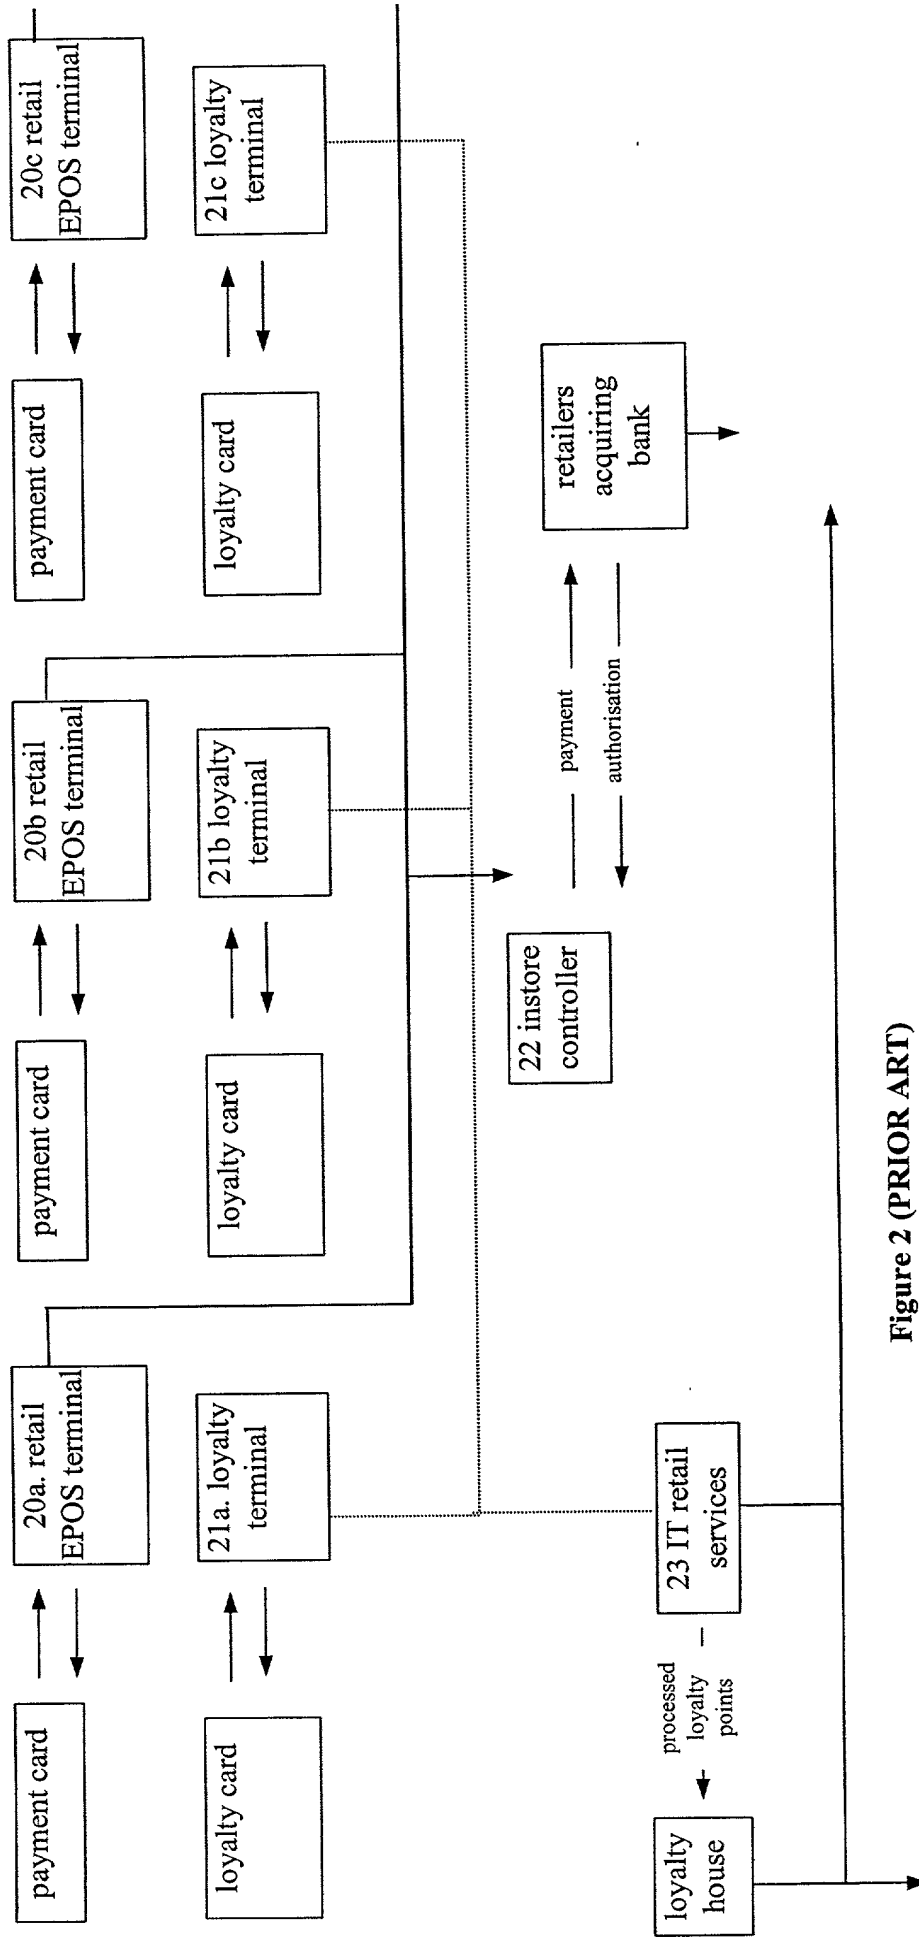 payment card
20a. retail
EPOS terminal
payment card
20b retail
EPOS terminal
payment card
20c retail
EPOS terminal
loyalty card
21a. loyalty
terminal
loyalty card
21b loyalty
terminal
loyalty card
21c loyalty
terminal
22 instore
controller
payment
authorisation
retailers
acquiring
bank
loyalty
house
processed
loyalty
points
23 IT retail
services
Figure 2 (PRIOR ART)